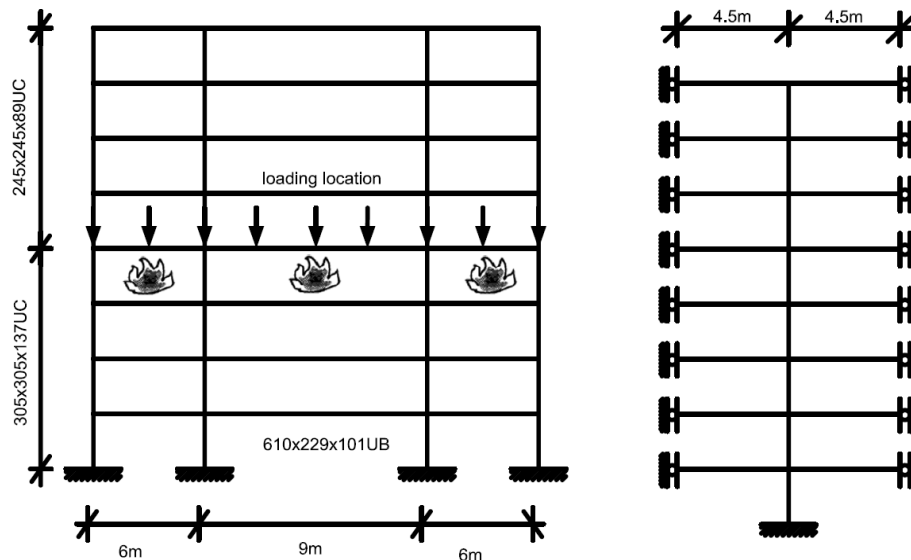 4.5m
4.5m
245x245x89UC
loading location
305x305x137UC
610x229x101UB
6m
9m
6m